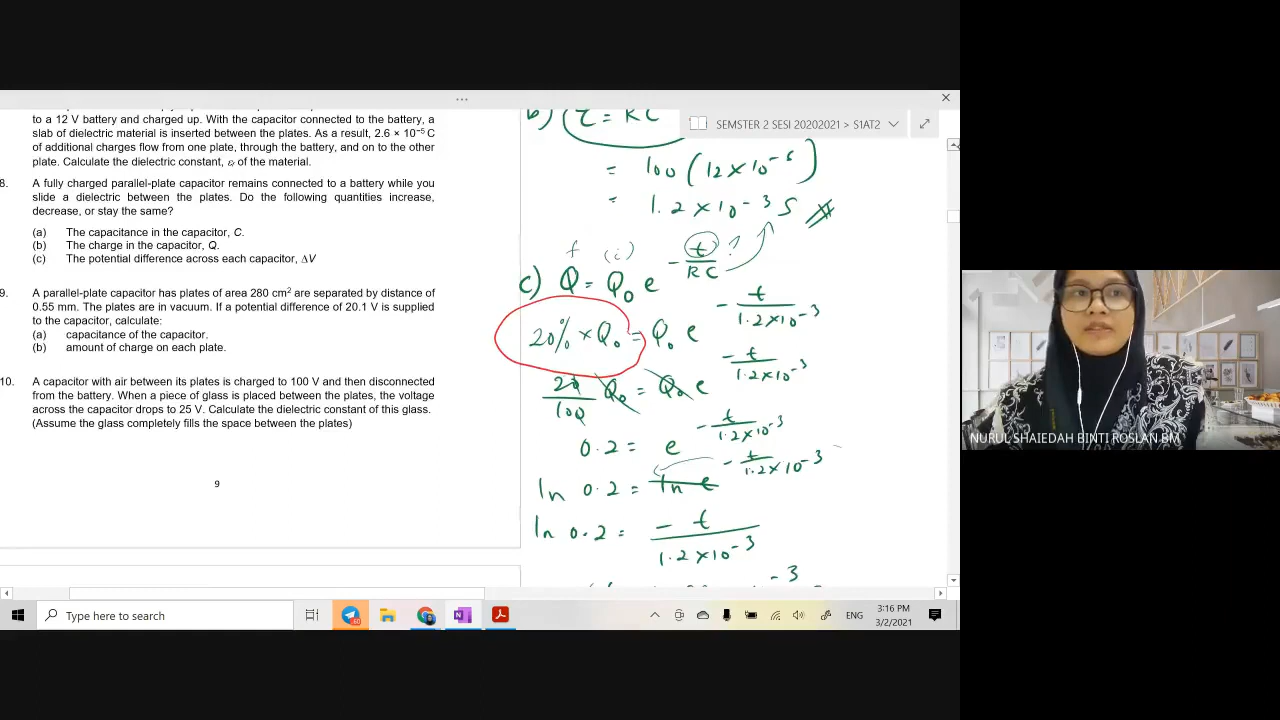 to a 12 V battery and charged up. With the capacitor connected to the battery, a
slab of dielectric material is inserted between the plates. As a result, 2.6 × 10⁻⁵ C
of additional charges flow from one plate, through the battery, and on to the other
plate. Calculate the dielectric constant, εᵣ of the material.
8. A fully charged parallel-plate capacitor remains connected to a battery while you
slide a dielectric between the plates. Do the following quantities increase,
decrease, or stay the same?
(a) The capacitance in the capacitor, C.
(b) The charge in the capacitor, Q.
(c) The potential difference across each capacitor, ΔV
9. A parallel-plate capacitor has plates of area 280 cm² are separated by distance of
0.55 mm. The plates are in vacuum. If a potential difference of 20.1 V is supplied
to the capacitor, calculate:
(a) capacitance of the capacitor.
(b) amount of charge on each plate.
10. A capacitor with air between its plates is charged to 100 V and then disconnected
from the battery. When a piece of glass is placed between the plates, the voltage
across the capacitor drops to 25 V. Calculate the dielectric constant of this glass.
(Assume the glass completely fills the space between the plates)
9
SEMSTER 2 SESI 20202021 > S1AT2
b) τ = RC
= 100 (12 × 10⁻⁶)
= 1.2 × 10⁻³ s
f (i) ?
c) Q = Q₀ e -t/RC
20% × Q₀ = Q₀ e -t/1.2×10⁻³
20/100 Q₀ = Q₀ e -t/1.2×10⁻³
0.2 = e -t/1.2×10⁻³
ln 0.2 = ln e -t/1.2×10⁻³
ln 0.2 = -t/1.2×10⁻³
NURUL SHAIEDAH BINTI ROSLAN BM
Type here to search
60
ENG
3:16 PM
3/2/2021